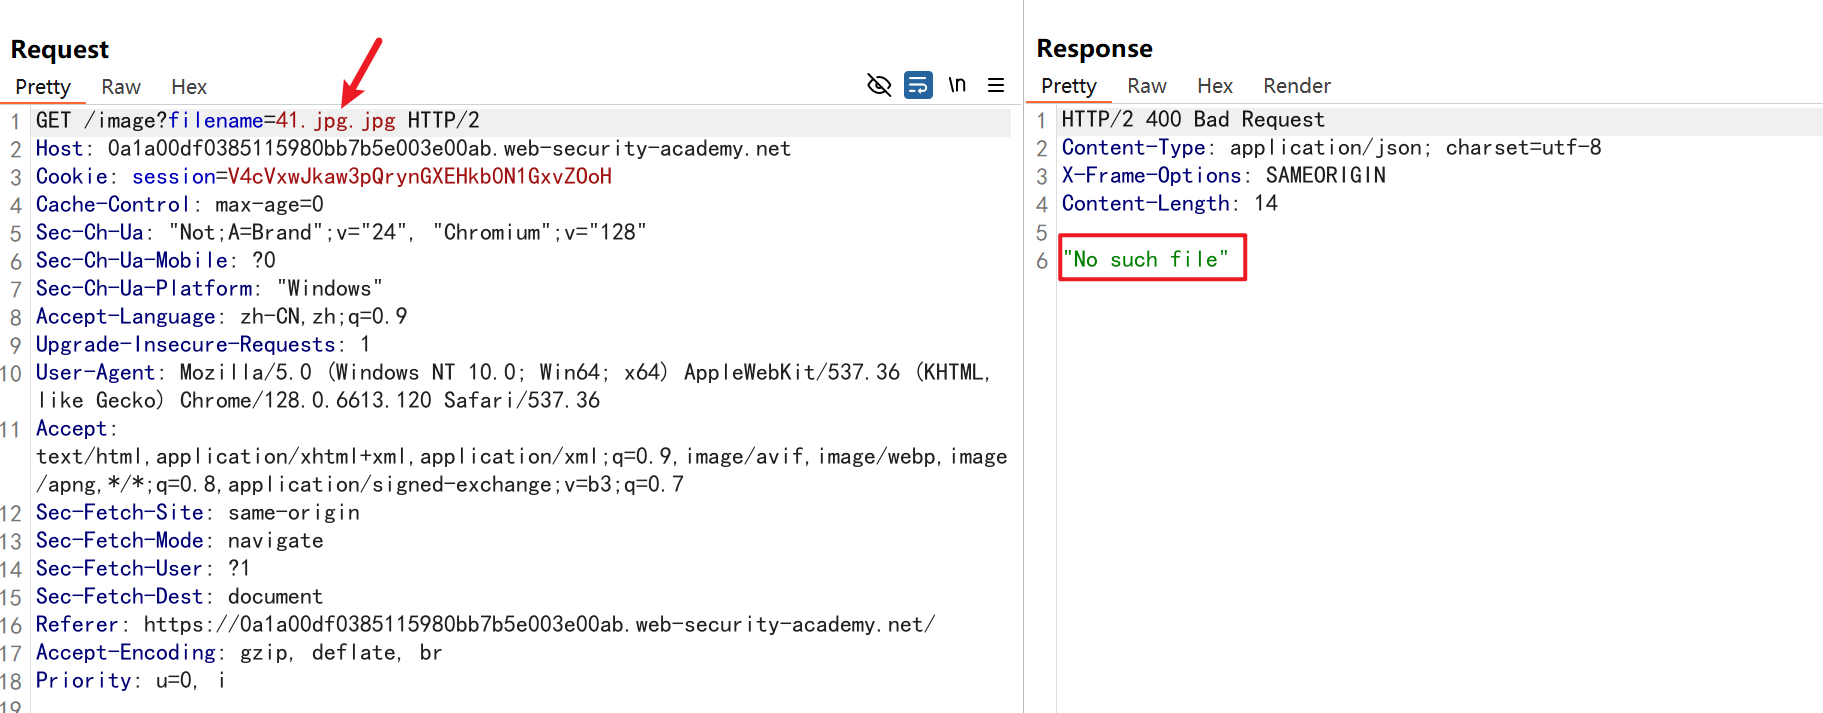 Request
Pretty Raw Hex \n
1 GET /image?filename=41.jpg.jpg HTTP/2
2 Host: 0a1a00df0385115980bb7b5e003e00ab.web-security-academy.net
3 Cookie: session=V4cVxwJkaw3pQrynGXEHkbON1GxvZOoH
4 Cache-Control: max-age=0
5 Sec-Ch-Ua: "Not;A=Brand";v="24", "Chromium";v="128"
6 Sec-Ch-Ua-Mobile: ?0
7 Sec-Ch-Ua-Platform: "Windows"
8 Accept-Language: zh-CN,zh;q=0.9
9 Upgrade-Insecure-Requests: 1
10 User-Agent: Mozilla/5.0 (Windows NT 10.0; Win64; x64) AppleWebKit/537.36 (KHTML,
like Gecko) Chrome/128.0.6613.120 Safari/537.36
11 Accept:
text/html,application/xhtml+xml,application/xml;q=0.9,image/avif,image/webp,image
/apng,*/*;q=0.8,application/signed-exchange;v=b3;q=0.7
12 Sec-Fetch-Site: same-origin
13 Sec-Fetch-Mode: navigate
14 Sec-Fetch-User: ?1
15 Sec-Fetch-Dest: document
16 Referer: https://0a1a00df0385115980bb7b5e003e00ab.web-security-academy.net/
17 Accept-Encoding: gzip, deflate, br
18 Priority: u=0, i
19
Response
Pretty Raw Hex Render
1 HTTP/2 400 Bad Request
2 Content-Type: application/json; charset=utf-8
3 X-Frame-Options: SAMEORIGIN
4 Content-Length: 14
5
6 "No such file"